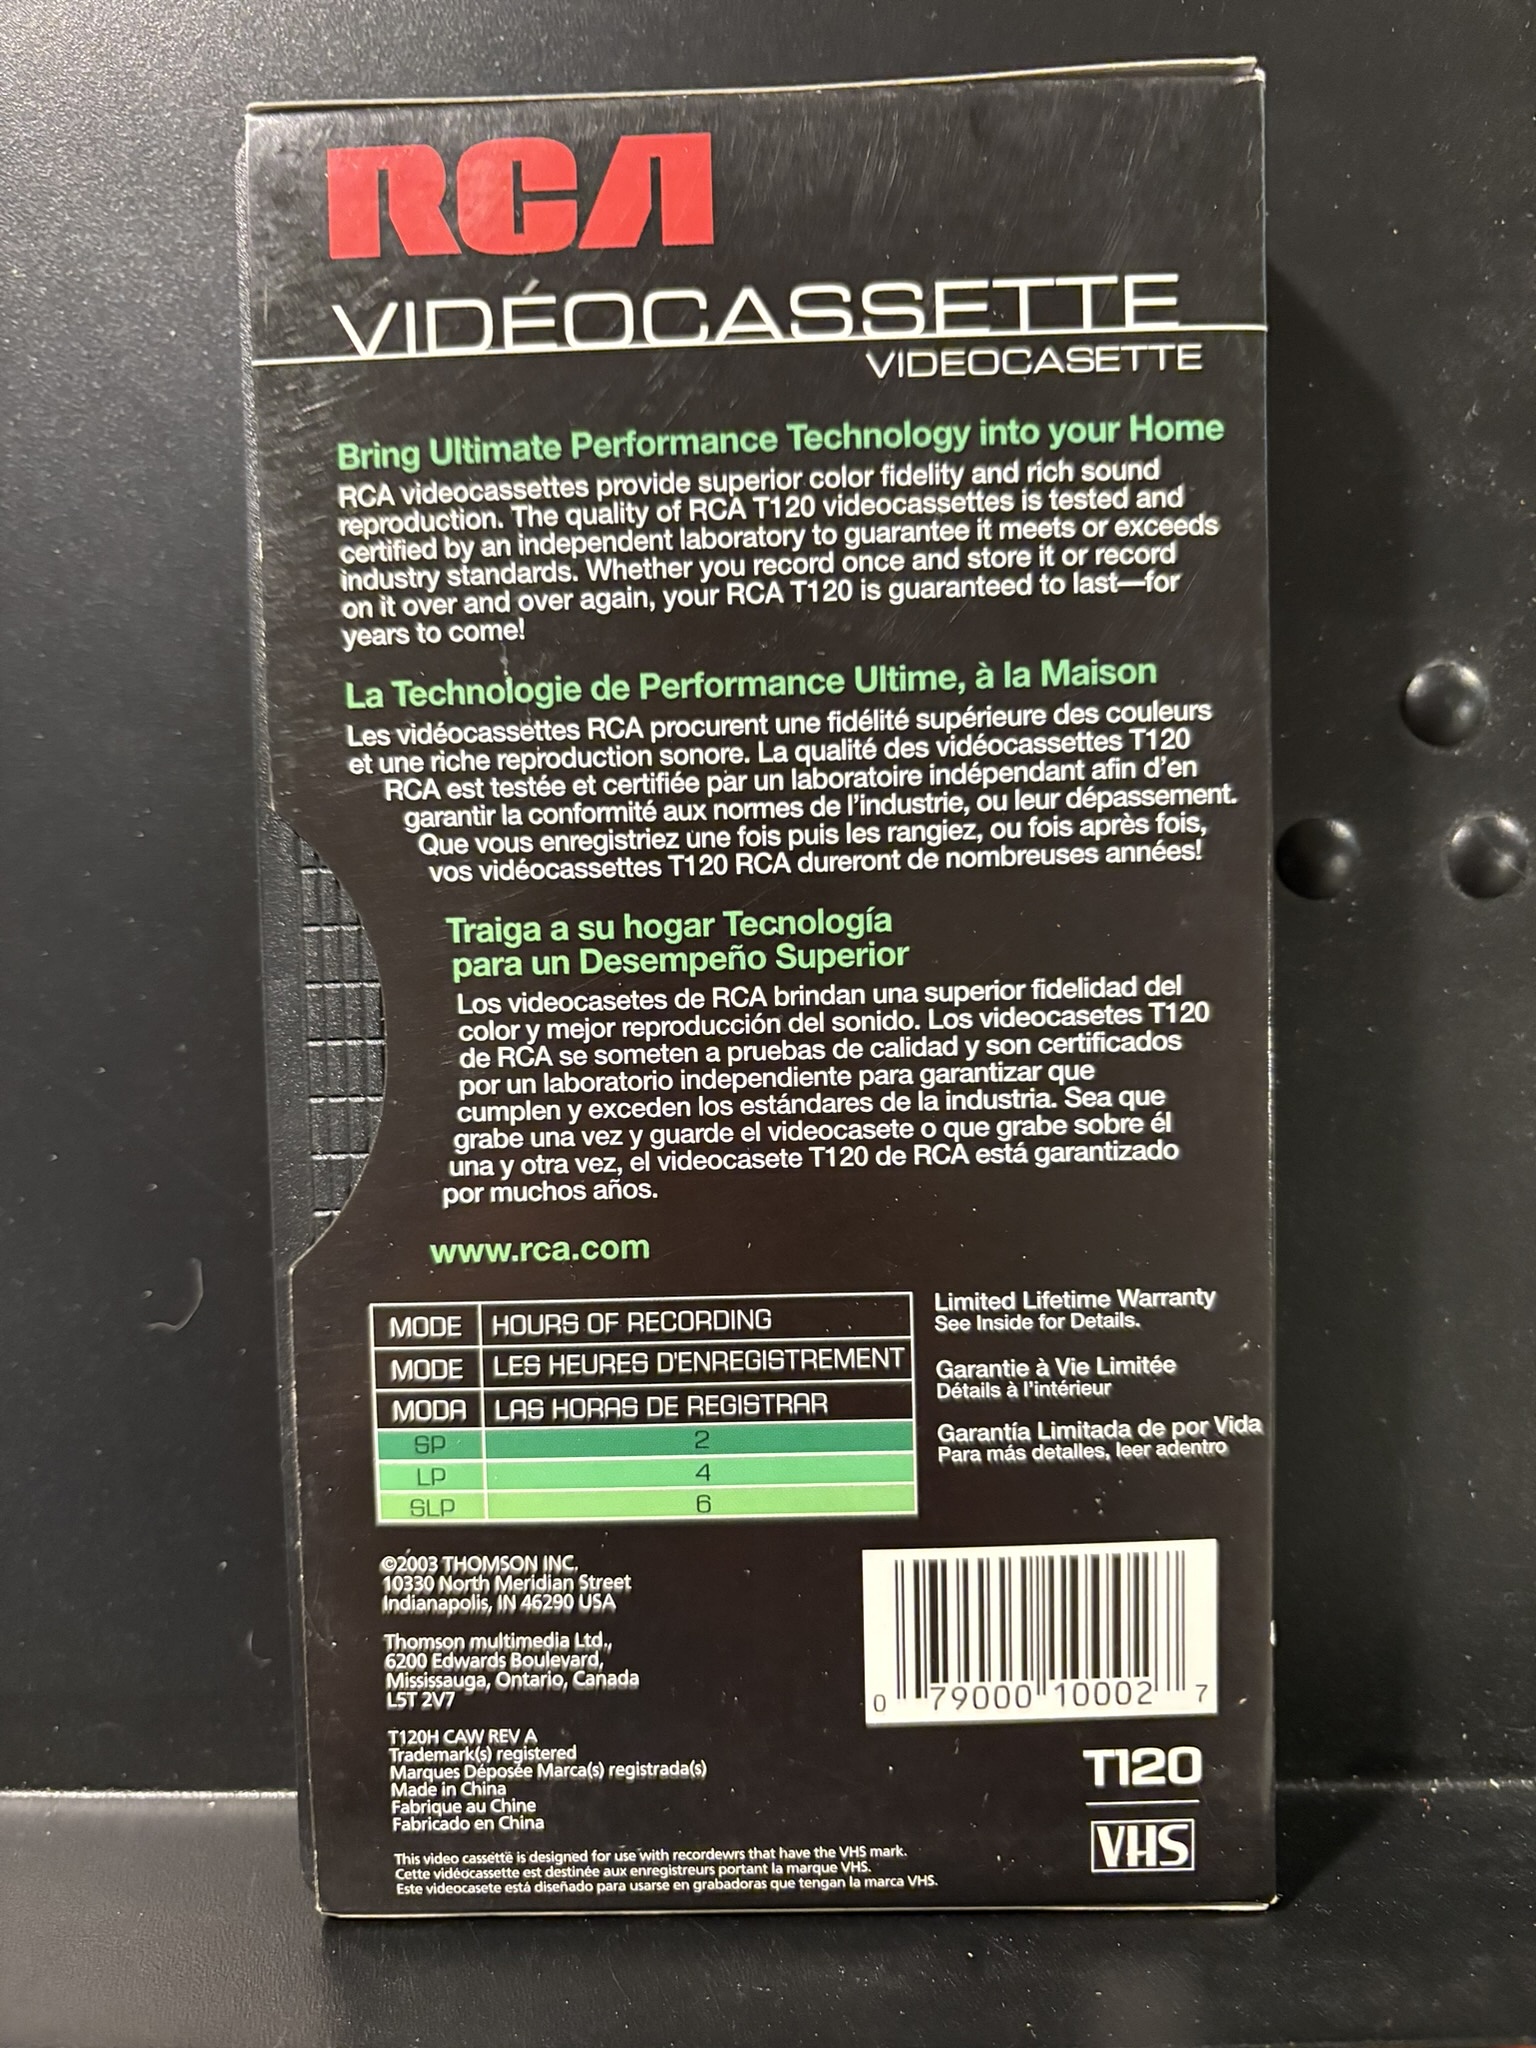 RCA
VIDÉOCASSETTE
VIDEOCASETTE
Bring Ultimate Performance Technology into your Home
RCA videocassettes provide superior color fidelity and rich sound
reproduction. The quality of RCA T120 videocassettes is tested and
certified by an independent laboratory to guarantee it meets or exceeds
industry standards. Whether you record once and store it or record
on it over and over again, your RCA T120 is guaranteed to last—for
years to come!
La Technologie de Performance Ultime, à la Maison
Les vidéocassettes RCA procurent une fidélité supérieure des couleurs
et une riche reproduction sonore. La qualité des vidéocassettes T120
RCA est testée et certifiée par un laboratoire indépendant afin d'en
garantir la conformité aux normes de l'industrie, ou leur dépassement.
Que vous enregistriez une fois puis les rangiez, ou fois après fois,
vos vidéocassettes T120 RCA dureront de nombreuses années!
Traiga a su hogar Tecnología
para un Desempeño Superior
Los videocasetes de RCA brindan una superior fidelidad del
color y mejor reproducción del sonido. Los videocasetes T120
de RCA se someten a pruebas de calidad y son certificados
por un laboratorio independiente para garantizar que
cumplen y exceden los estándares de la industria. Sea que
grabe una vez y guarde el videocasete o que grabe sobre él
una y otra vez, el videocasete T120 de RCA está garantizado
por muchos años.
www.rca.com
MODE HOURS OF RECORDING
MODE LES HEURES D'ENREGISTREMENT
MODA LAS HORAS DE REGISTRAR
SP 2
LP 4
SLP 6
Limited Lifetime Warranty
See Inside for Details.
Garantie à Vie Limitée
Détails à l'intérieur
Garantía Limitada de por Vida
Para más detalles, leer adentro
©2003 THOMSON INC.
10330 North Meridian Street
Indianapolis, IN 46290 USA
Thomson multimedia Ltd.,
6200 Edwards Boulevard,
Mississauga, Ontario, Canada
L5T 2V7
T120H CAW REV A
Trademark(s) registered
Marques Déposée Marca(s) registrada(s)
Made in China
Fabrique au Chine
Fabricado en China
This video cassette is designed for use with recordewrs that have the VHS mark.
Cette vidéocassette est destinée aux enregistreurs portant la marque VHS.
Este videocasete está diseñado para usarse en grabadoras que tengan la marca VHS.
0 79000 10002 7
T120
VHS